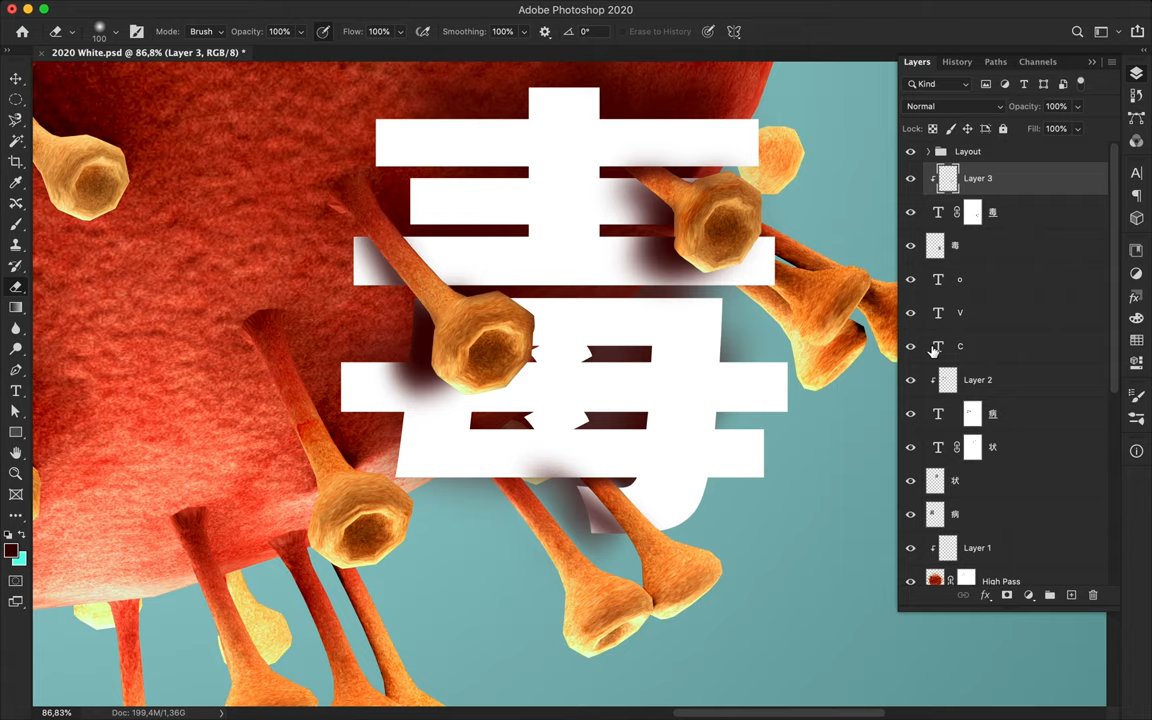 Adobe Photoshop 2020
100
Mode: Brush Opacity: 100% Flow: 100% Smoothing: 100% 0° Erase to History
2020 White.psd @ 86,8% (Layer 3, RGB/8) *
Layers History Paths Channels
Kind T
Normal Opacity: 100%
Lock: Fill: 100%
Layout
Layer 3
T 毒
毒
T o
T V
T C
Layer 2
T 病
T 状
状
病
Layer 1
High Pass
fx
毒
86,83% Doc: 199,4M/1,36G